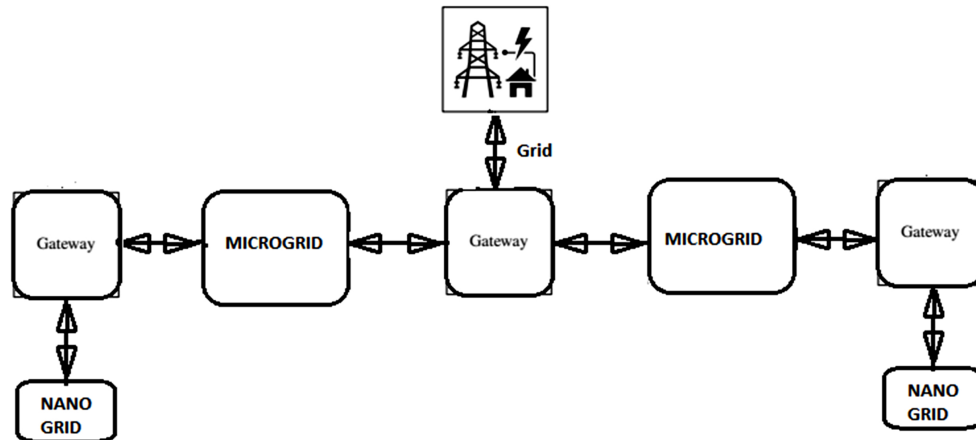 Grid
Gateway
MICROGRID
Gateway
MICROGRID
Gateway
NANO
GRID
NANO
GRID